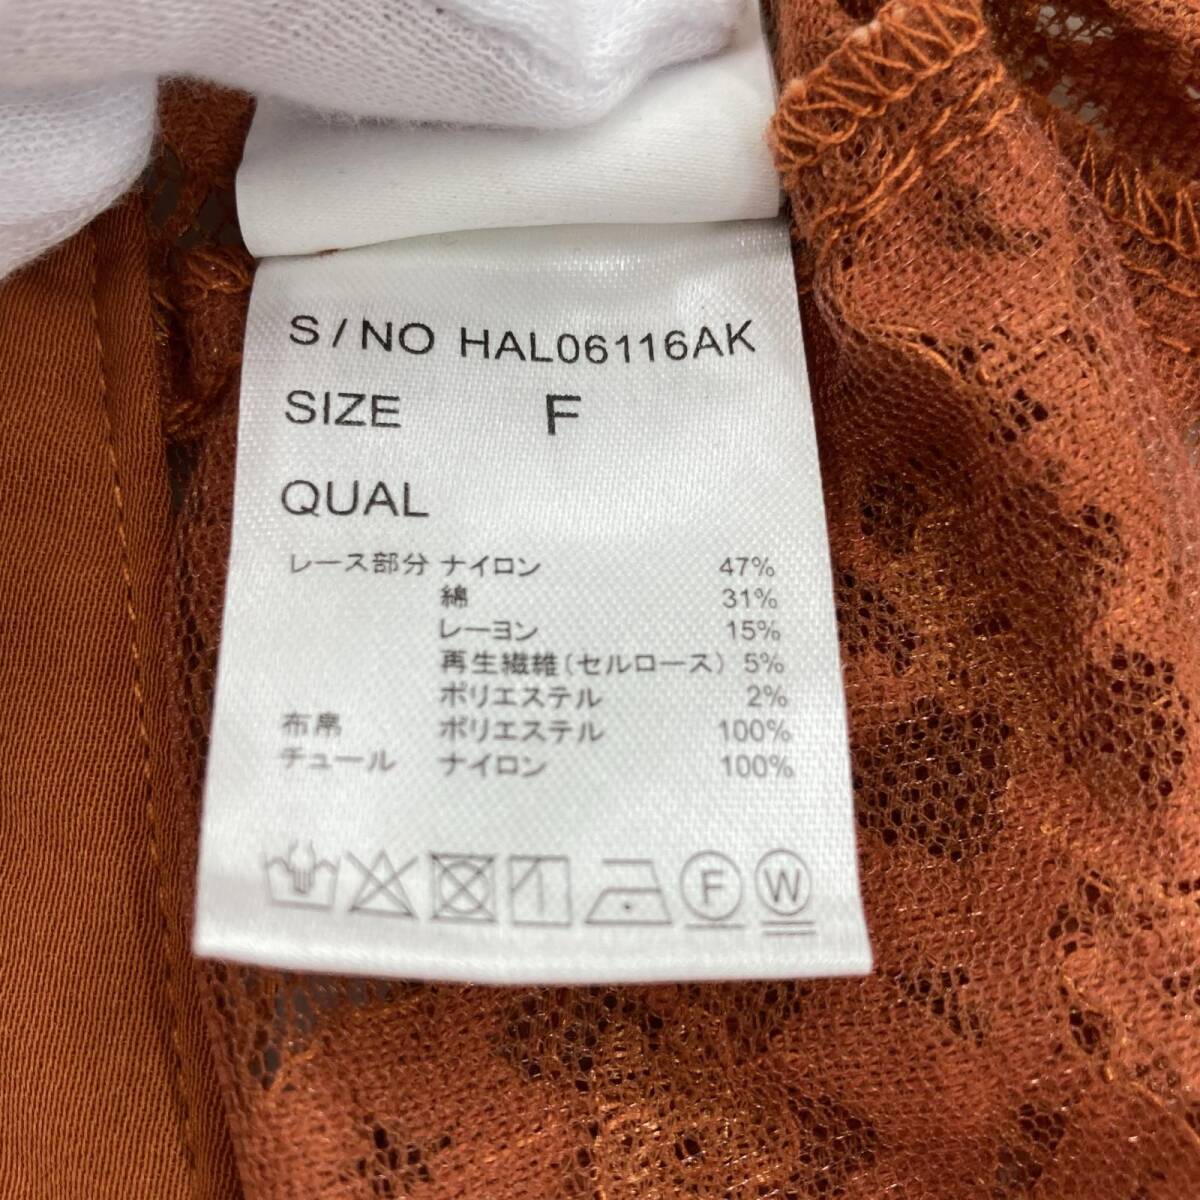 S/NO HAL06116AK
SIZE F
QUAL
レース部分 ナイロン 47%
綿 31%
レーヨン 15%
再生繊維(セルロース) 5%
ポリエステル 2%
布帛 ポリエステル 100%
チュール ナイロン 100%
F W